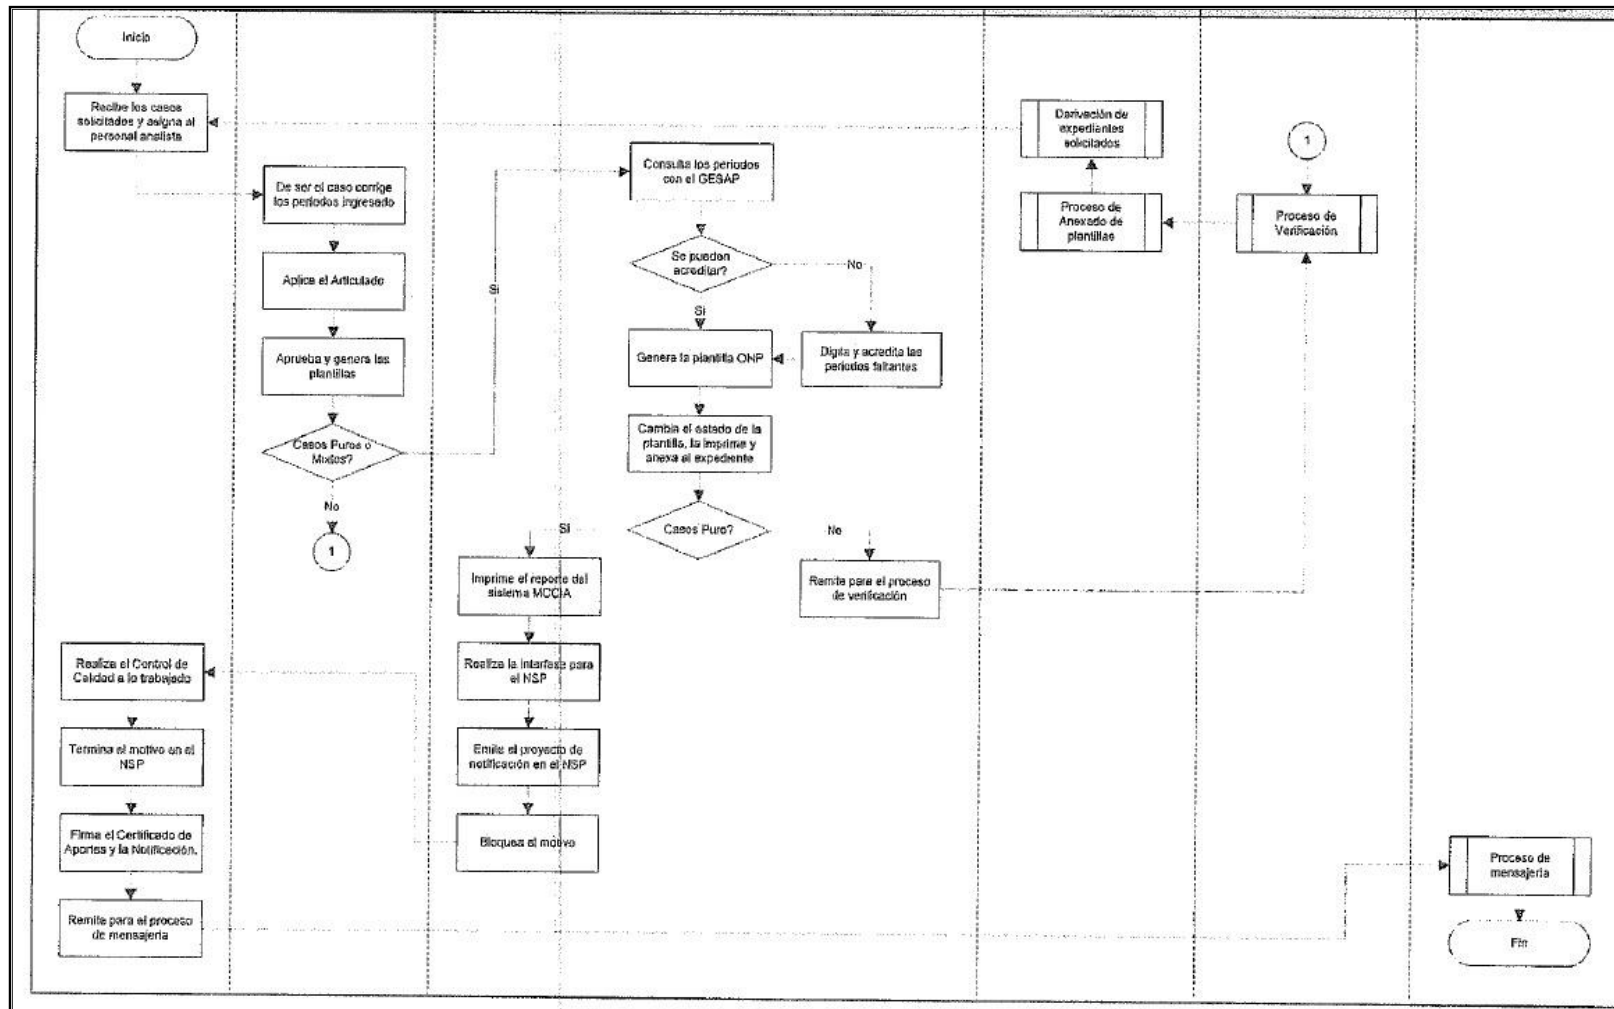 Inicio
Recibe los casos
solicitados y asigna al
personal analista
De ser el caso corrige
los periodos ingresado
Aplica el Articulado
Aprueba y genera las
plantillas
Casos Puros o
Mixtos?
No
1
Si
Consulta los periodos
con el GESAP
Se pueden
acreditar?
No
Si
Genera la plantilla ONP
Digita y acredita los
periodos faltantes
Cambia el estado de la
plantilla, la imprime y
anexa al expediente
Casos Puro?
Si
No
Imprime el reporte del
sistema MCCIA
Remite para el proceso
de verificación
Realiza la interfase para
el NSP
Emite el proyecto de
notificación en el NSP
Bloquea el motivo
Realiza el Control de
Calidad a lo trabajado
Termina el motivo en el
NSP
Firma el Certificado de
Aportes y la Notificación.
Remite para el proceso
de mensajería
Derivación de
expedientes
solicitados
Proceso de
Anexado de
plantillas
1
Proceso de
Verificación
Proceso de
mensajería
Fin